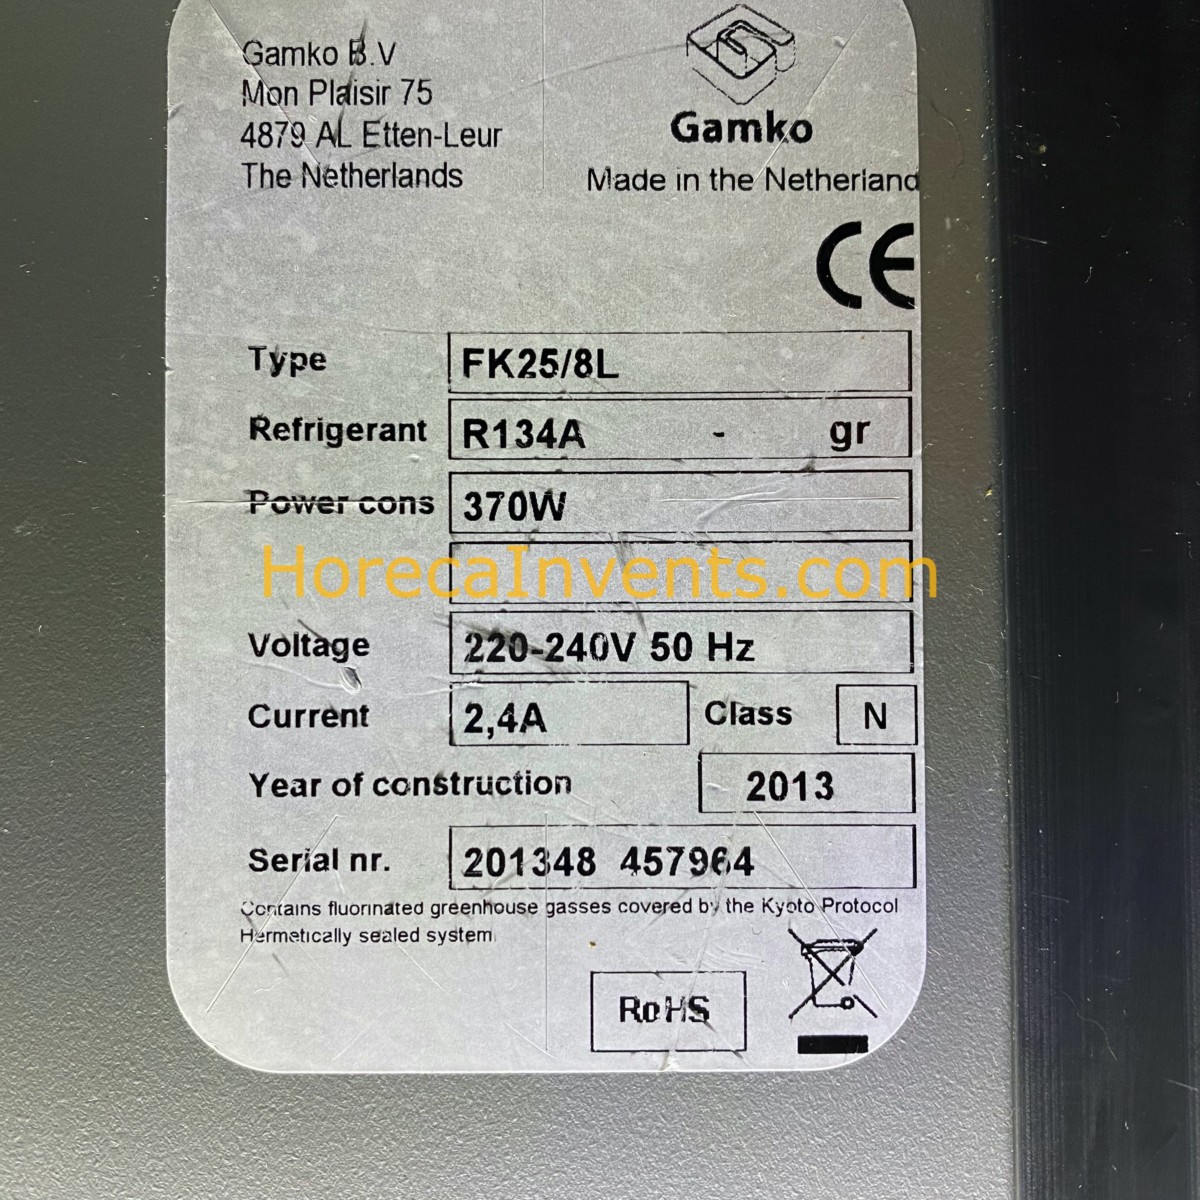 Gamko B.V
Mon Plaisir 75
4879 AL Etten-Leur
The Netherlands
Gamko
Made in the Netherland
CE
Type FK25/8L
Refrigerant R134A - gr
Power cons 370W
HorecaInvents.com
Voltage 220-240V 50 Hz
Current 2,4A Class N
Year of construction 2013
Serial nr. 201348 457964
Contains fluorinated greenhouse gasses covered by the Kyoto Protocol
Hermetically sealed system
RoHS